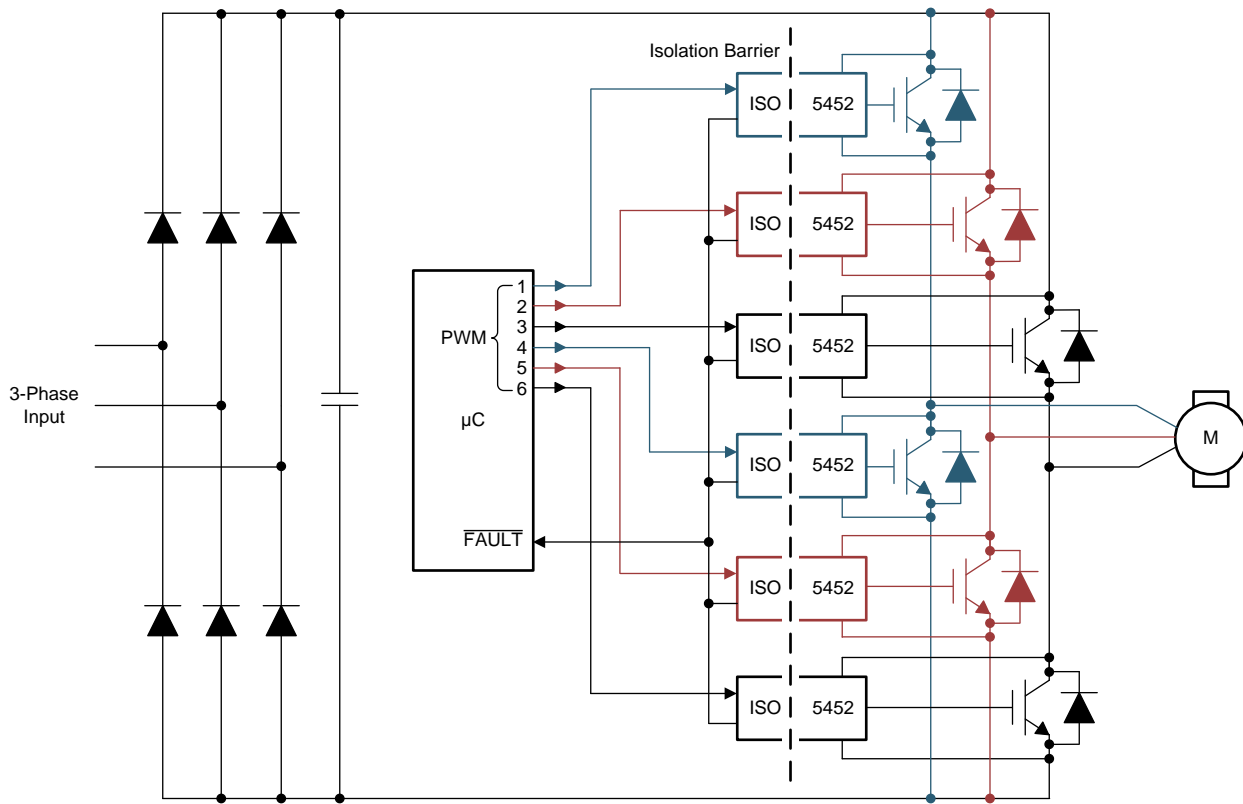 Isolation Barrier
ISO 5452
ISO 5452
ISO 5452
ISO 5452
ISO 5452
ISO 5452
3-Phase
Input
PWM
1
2
3
4
5
6
µC
FAULT
M